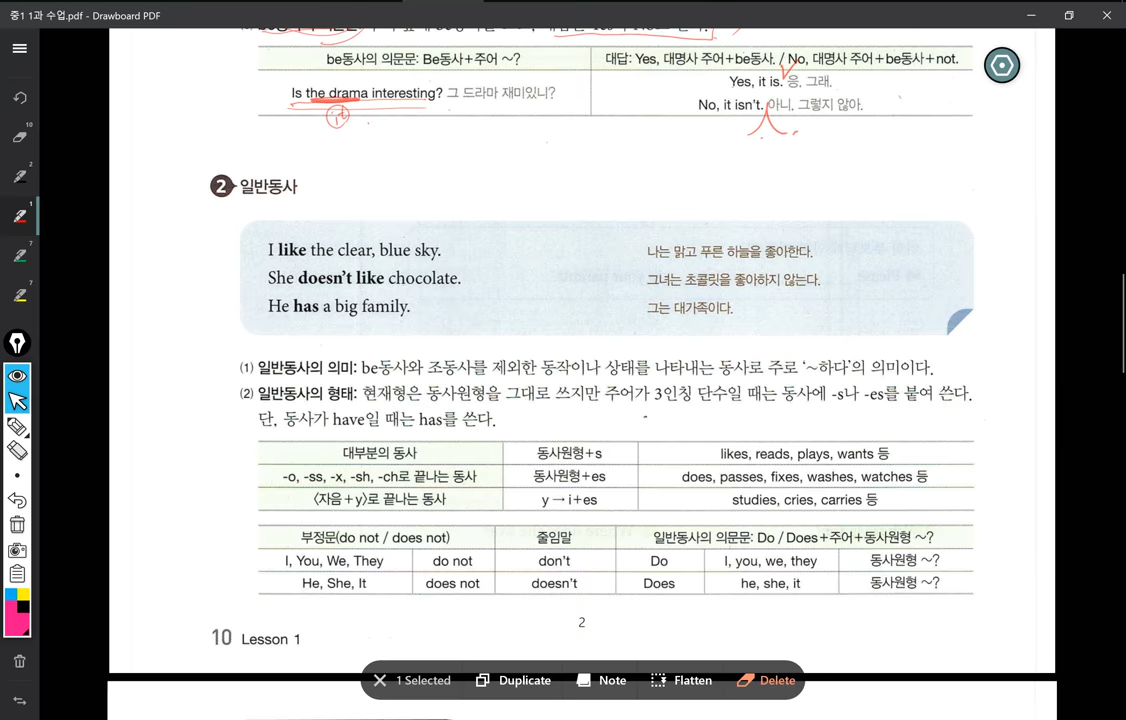 중1 1과 수업.pdf - Drawboard PDF
be동사의 의문문: Be동사+주어 ~?
대답: Yes, 대명사 주어+be동사. / No, 대명사 주어+be동사+not.
Is the drama interesting? 그 드라마 재미있니?
Yes, it is. 응, 그래.
No, it isn't. 아니, 그렇지 않아.
it
2 일반동사
I like the clear, blue sky.
나는 맑고 푸른 하늘을 좋아한다.
She doesn't like chocolate.
그녀는 초콜릿을 좋아하지 않는다.
He has a big family.
그는 대가족이다.
(1) 일반동사의 의미: be동사와 조동사를 제외한 동작이나 상태를 나타내는 동사로 주로 '~하다'의 의미이다.
(2) 일반동사의 형태: 현재형은 동사원형을 그대로 쓰지만 주어가 3인칭 단수일 때는 동사에 -s나 -es를 붙여 쓴다.
단, 동사가 have일 때는 has를 쓴다.
대부분의 동사 동사원형+s likes, reads, plays, wants 등
-o, -ss, -x, -sh, -ch로 끝나는 동사 동사원형+es does, passes, fixes, washes, watches 등
〈자음+y〉로 끝나는 동사 y → i+es studies, cries, carries 등
부정문(do not / does not) 줄임말 일반동사의 의문문: Do / Does+주어+동사원형 ~?
I, You, We, They do not don't Do I, you, we, they 동사원형 ~?
He, She, It does not doesn't Does he, she, it 동사원형 ~?
2
10 Lesson 1
1 Selected Duplicate Note Flatten Delete
10
2
1
7
7